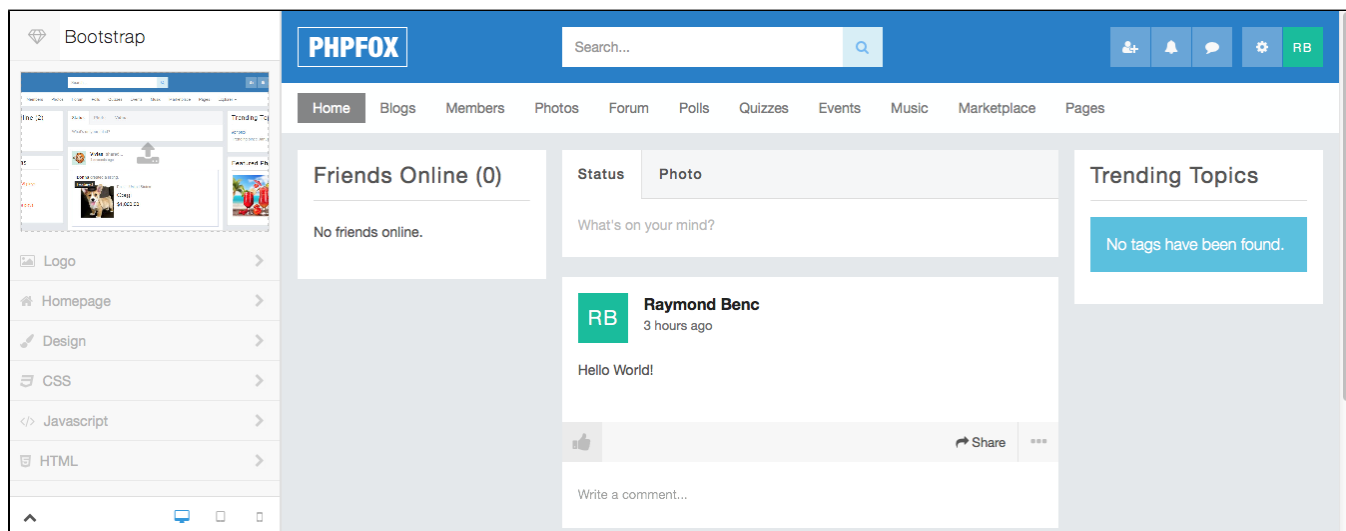 Bootstrap
Logo
Homepage
Design
CSS
Javascript
HTML
PHPFOX
Search...
RB
Home Blogs Members Photos Forum Polls Quizzes Events Music Marketplace Pages
Friends Online (0)
No friends online.
Status Photo
What's on your mind?
RB
Raymond Benc
3 hours ago
Hello World!
Share
Write a comment...
Trending Topics
No tags have been found.